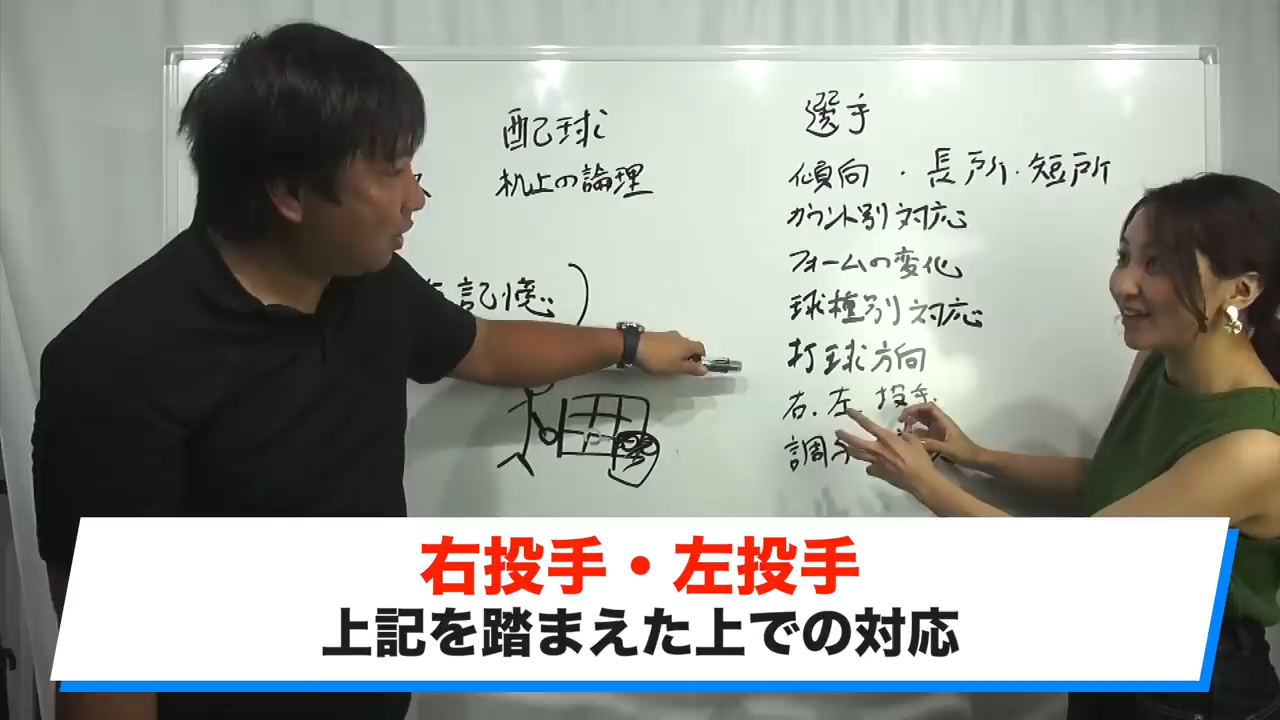 配球
机上の論理
記憶)
選手
傾向・長所・短所
カウント別対応
フォームの変化
球種別対応
打球方向
右、左 投手
調
右投手・左投手
上記を踏まえた上での対応